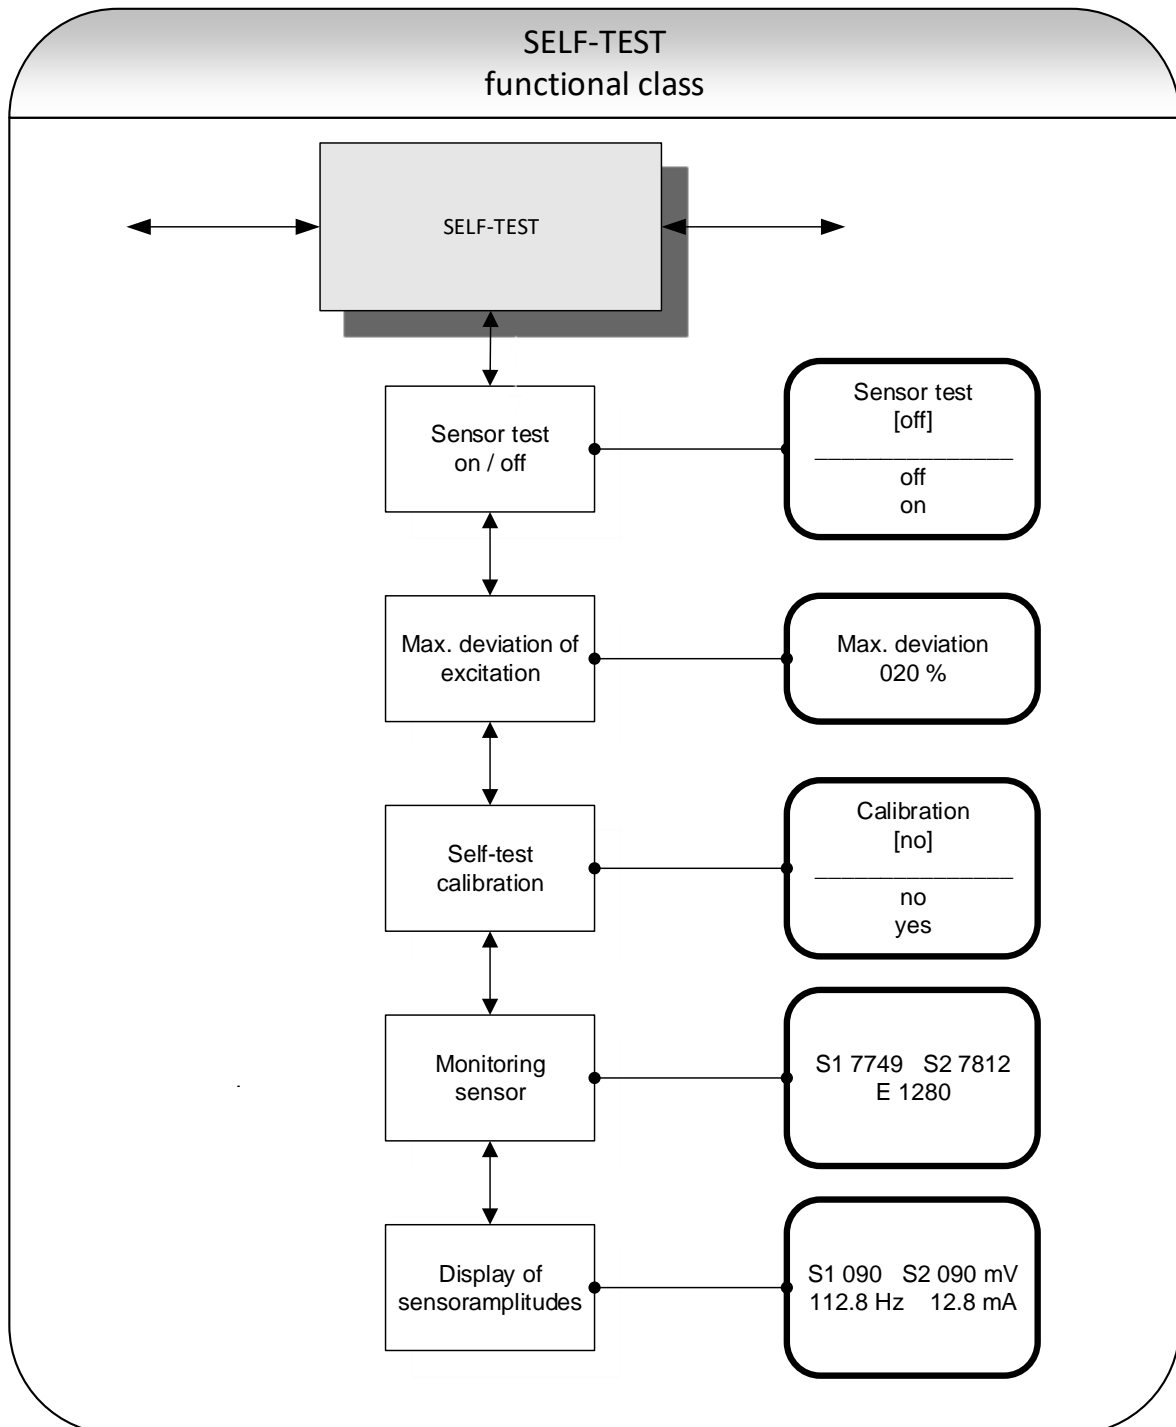 SELF-TEST
functional class
SELF-TEST
Sensor test
on / off
Sensor test
[off]
off
on
Max. deviation of
excitation
Max. deviation
020 %
Self-test
calibration
Calibration
[no]
no
yes
Monitoring
sensor
S1 7749 S2 7812
E 1280
Display of
sensoramplitudes
S1 090 S2 090 mV
112.8 Hz 12.8 mA